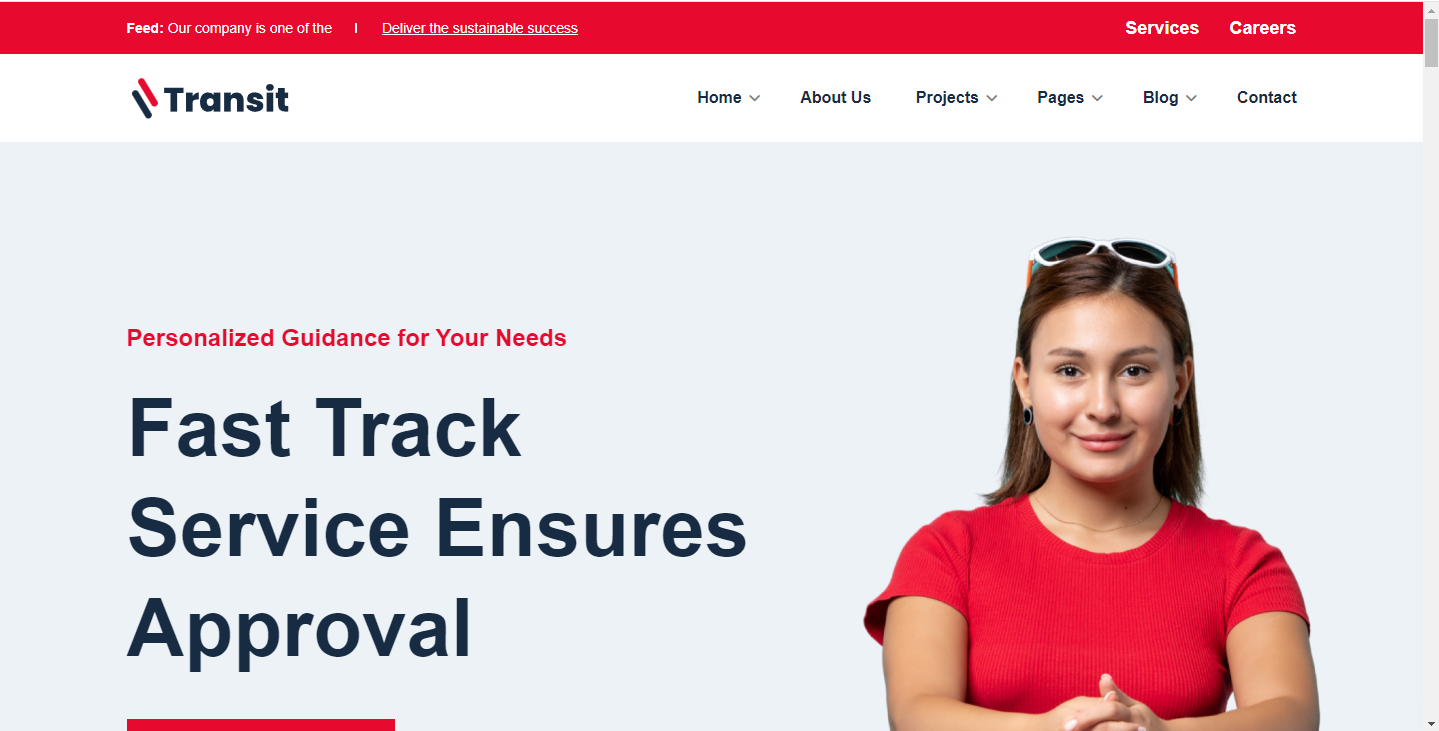 Feed: Our company is one of the | Deliver the sustainable success Services Careers
Transit Home About Us Projects Pages Blog Contact
Personalized Guidance for Your Needs
Fast Track
Service Ensures
Approval